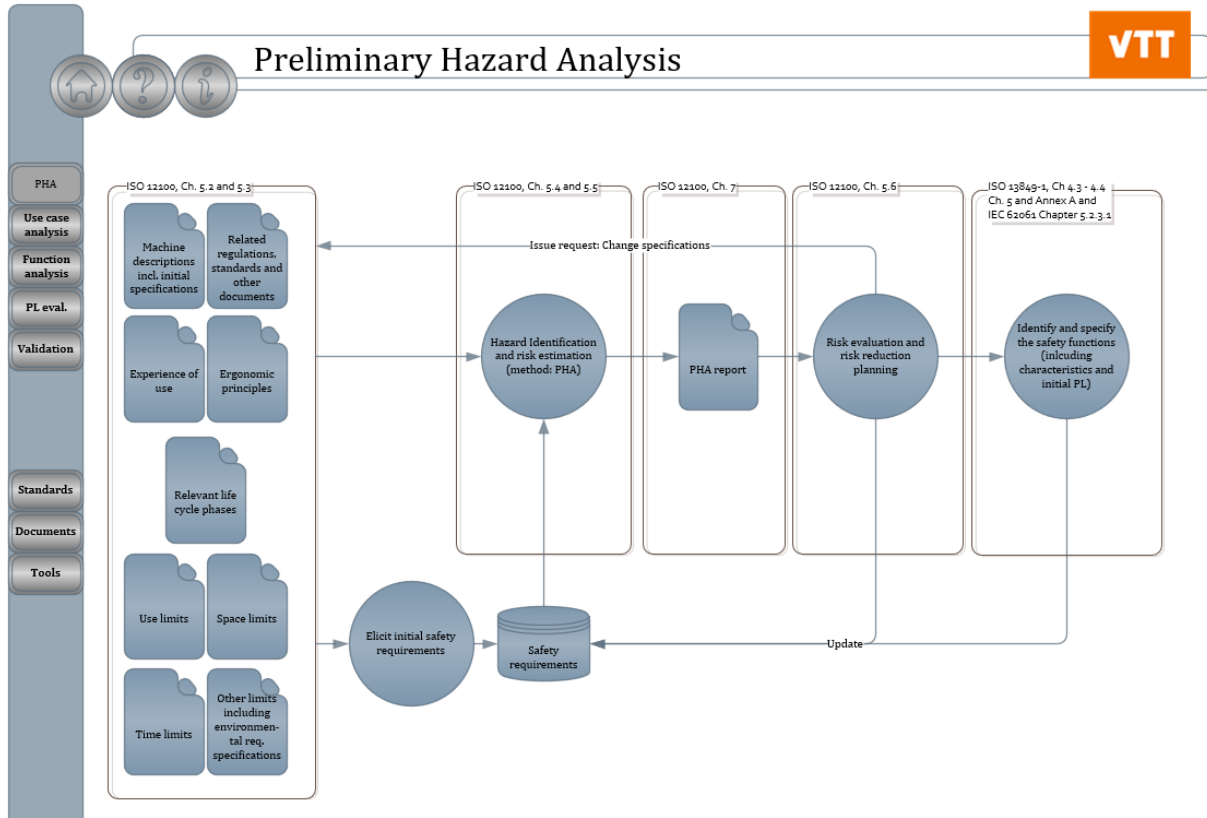 Preliminary Hazard Analysis
VTT
PHA
Use case
analysis
Function
analysis
PL eval.
Validation
Standards
Documents
Tools
ISO 12100, Ch. 5.2 and 5.3
Machine
descriptions
incl. initial
specifications
Related
regulations,
standards and
other
documents
Experience of
use
Ergonomic
principles
Relevant life
cycle phases
Use limits
Space limits
Time limits
Other limits
including
environmen-
tal req.
specifications
Elicit initial safety
requirements
Safety
requirements
ISO 12100, Ch. 5.4 and 5.5
Hazard Identification
and risk estimation
(method: PHA)
ISO 12100, Ch. 7
PHA report
ISO 12100, Ch. 5.6
Risk evaluation and
risk reduction
planning
ISO 13849-1, Ch 4.3 - 4.4
Ch. 5 and Annex A and
IEC 62061 Chapter 5.2.3.1
Identify and specify
the safety functions
(inlcuding
characteristics and
initial PL)
Issue request: Change specifications
Update